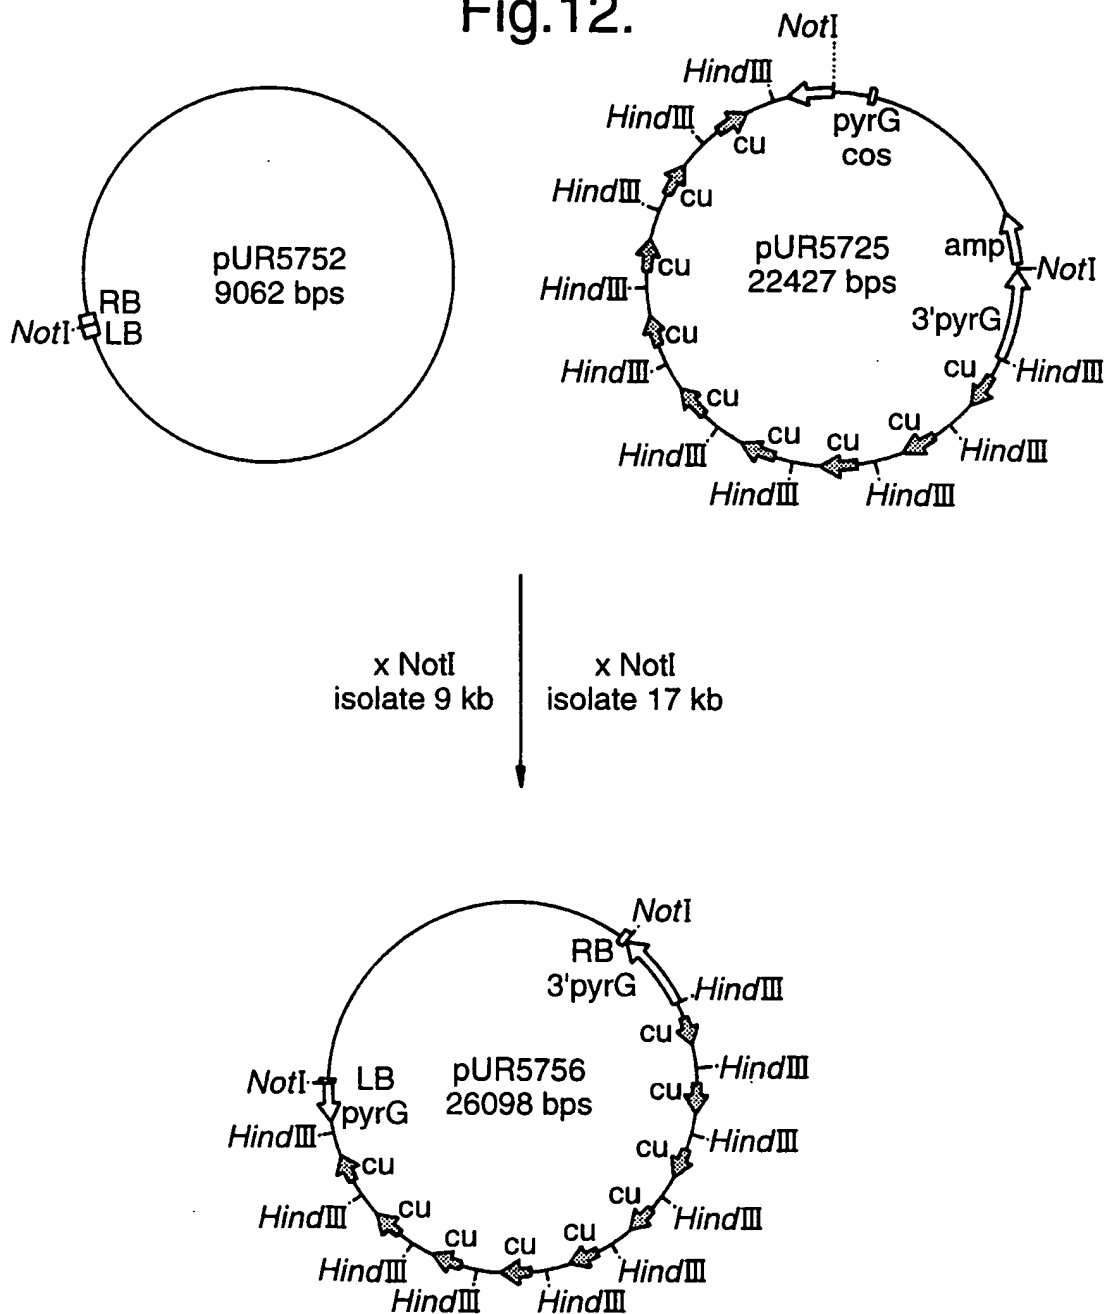 Fig.12.
pUR5752
9062 bps
RB
NotI
LB
NotI
HindIII
pyrG
cos
HindIII
cu
HindIII
cu
pUR5725
22427 bps
amp
NotI
cu
HindIII
3'pyrG
cu
HindIII
cu
HindIII
cu
cu
cu
cu
HindIII
HindIII
HindIII
HindIII
x NotI
isolate 9 kb
x NotI
isolate 17 kb
NotI
RB
3'pyrG
HindIII
cu
HindIII
pUR5756
26098 bps
NotI
LB
pyrG
cu
HindIII
HindIII
cu
cu
cu
HindIII
HindIII
cu
cu
cu
cu
HindIII
HindIII
HindIII
HindIII